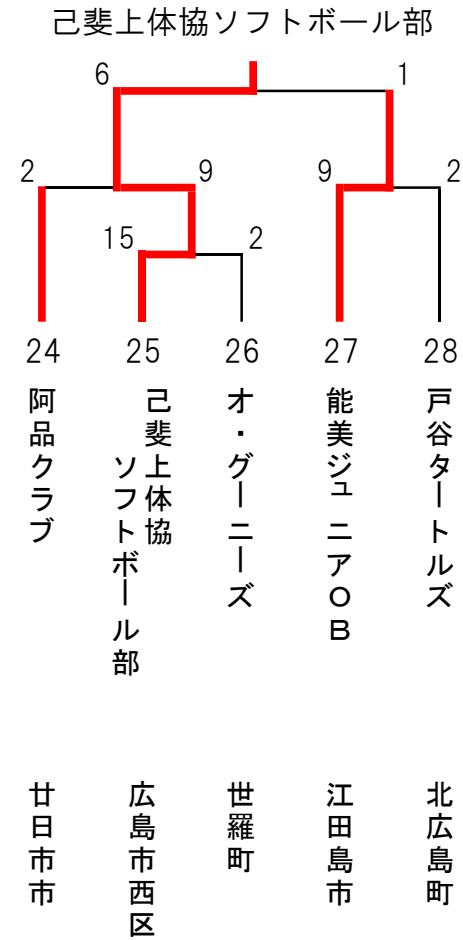 己斐上体協ソフトボール部
6 1
2 9 9 2
15 2
24 25 26 27 28
阿品クラブ
己斐上体協
ソフトボール部
オ・グーニーズ
能美ジュニアOB
戸谷タートルズ
廿日市市
広島市西区
世羅町
江田島市
北広島町